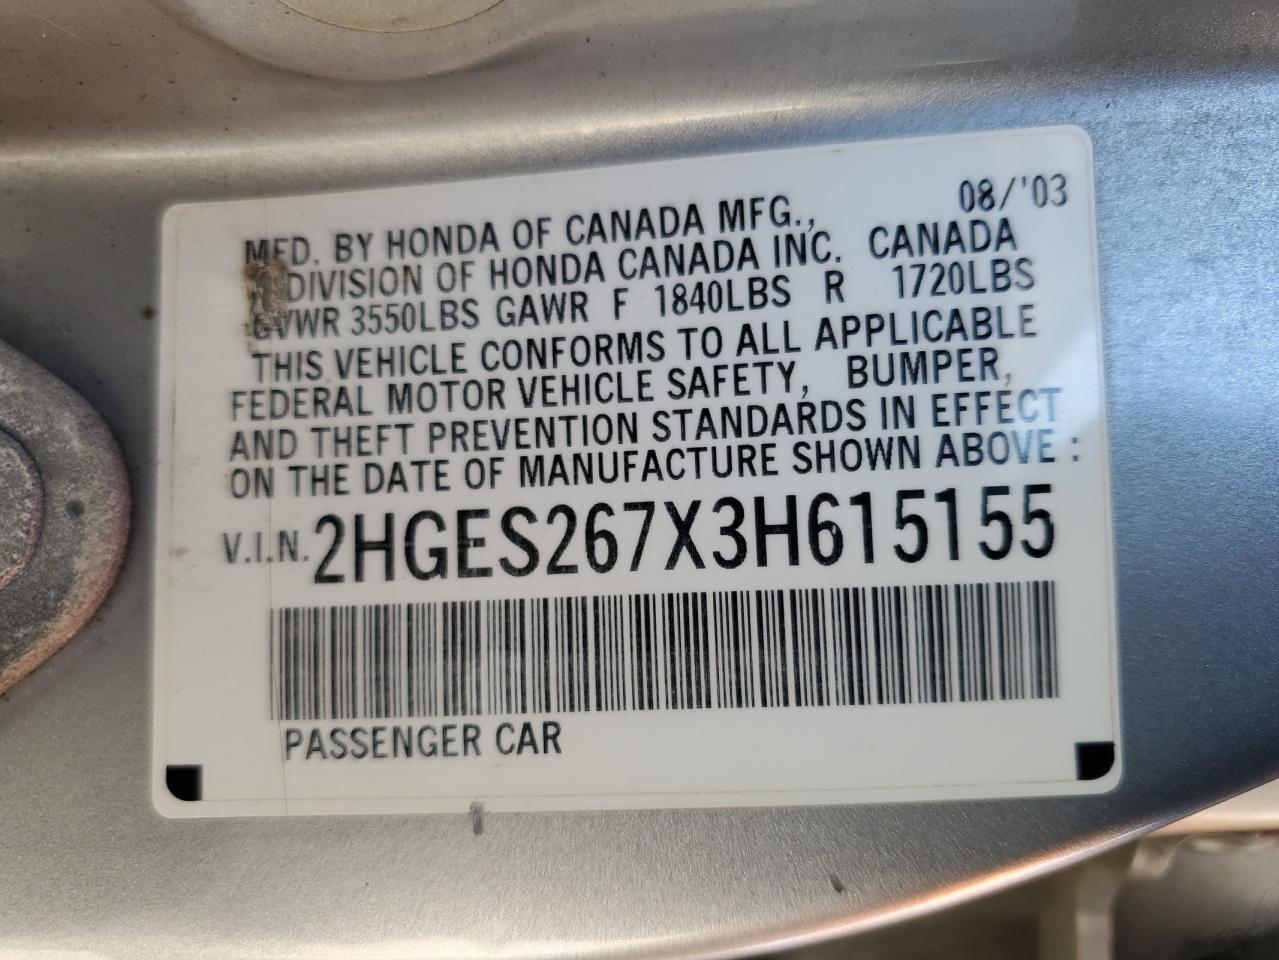 08/'03
MFD. BY HONDA OF CANADA MFG.,
A DIVISION OF HONDA CANADA INC. CANADA
GVWR 3550LBS GAWR F 1840LBS R 1720LBS
THIS VEHICLE CONFORMS TO ALL APPLICABLE
FEDERAL MOTOR VEHICLE SAFETY, BUMPER,
AND THEFT PREVENTION STANDARDS IN EFFECT
ON THE DATE OF MANUFACTURE SHOWN ABOVE :
V.I.N. 2HGES267X3H615155
PASSENGER CAR